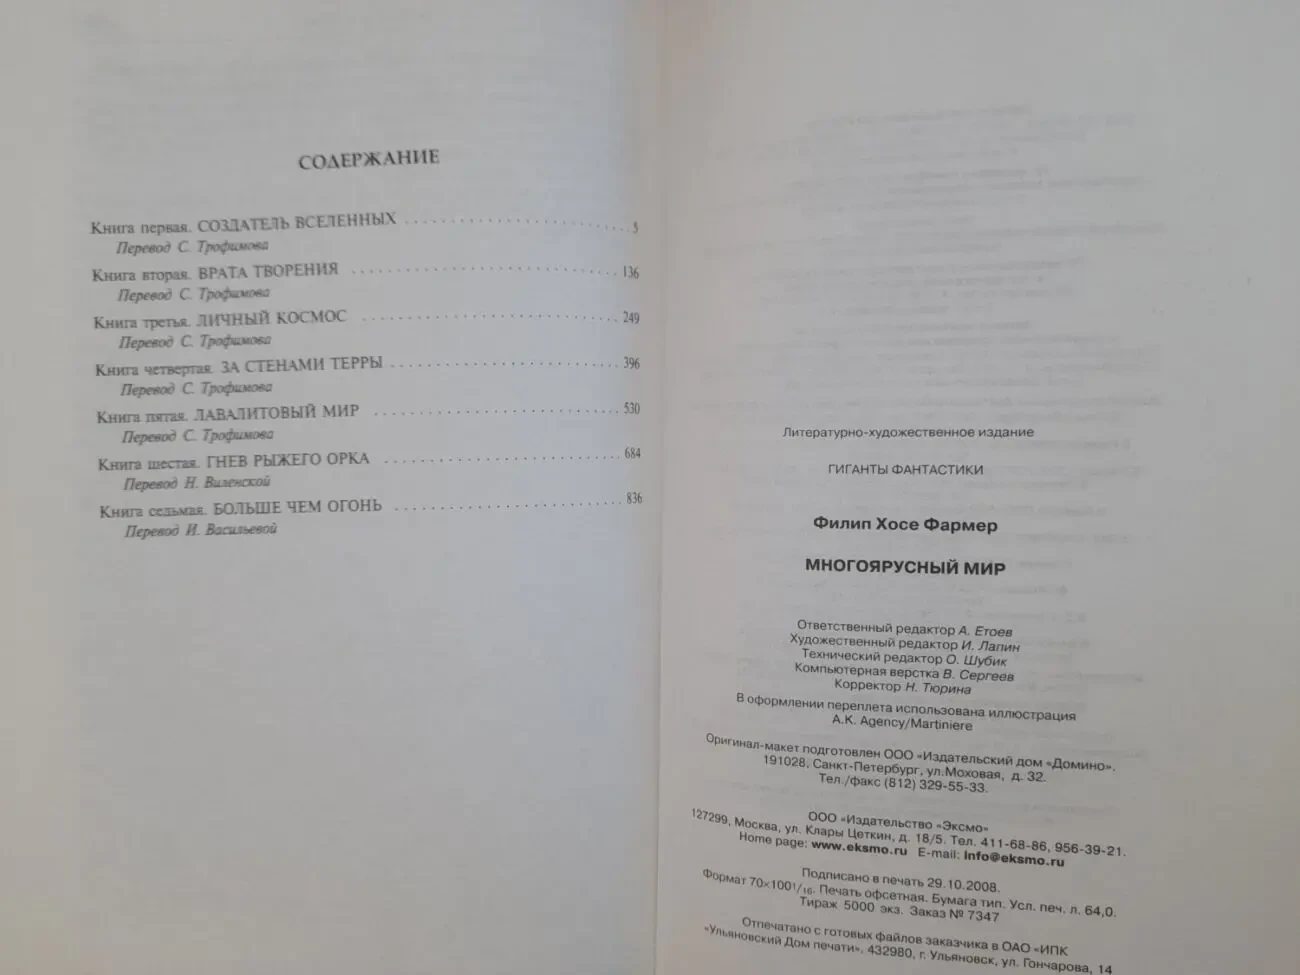 СОДЕРЖАНИЕ
Книга первая. СОЗДАТЕЛЬ ВСЕЛЕННЫХ . . . . . . . . . . . . . . . . . . . . . . 5
Перевод С. Трофимова
Книга вторая. ВРАТА ТВОРЕНИЯ . . . . . . . . . . . . . . . . . . . . . . . . . . 136
Перевод С. Трофимова
Книга третья. ЛИЧНЫЙ КОСМОС . . . . . . . . . . . . . . . . . . . . . . . . . 249
Перевод С. Трофимова
Книга четвертая. ЗА СТЕНАМИ ТЕРРЫ . . . . . . . . . . . . . . . . . . . . . . 396
Перевод С. Трофимова
Книга пятая. ЛАВАЛИТОВЫЙ МИР . . . . . . . . . . . . . . . . . . . . . . . . 530
Перевод С. Трофимова
Книга шестая. ГНЕВ РЫЖЕГО ОРКА . . . . . . . . . . . . . . . . . . . . . . . 684
Перевод Н. Виленской
Книга седьмая. БОЛЬШЕ ЧЕМ ОГОНЬ . . . . . . . . . . . . . . . . . . . . . . 836
Перевод И. Васильевой
Литературно-художественное издание
ГИГАНТЫ ФАНТАСТИКИ
Филип Хосе Фармер
МНОГОЯРУСНЫЙ МИР
Ответственный редактор А. Етоев
Художественный редактор И. Лапин
Технический редактор О. Шубик
Компьютерная верстка В. Сергеев
Корректор Н. Тюрина
В оформлении переплета использована иллюстрация
A.K. Agency/Martiniere
Оригинал-макет подготовлен ООО «Издательский дом «Домино».
191028, Санкт-Петербург, ул.Моховая, д. 32.
Тел./факс (812) 329-55-33.
ООО «Издательство «Эксмо»
127299, Москва, ул. Клары Цеткин, д. 18/5. Тел. 411-68-86, 956-39-21.
Home page: www.eksmo.ru E-mail: info@eksmo.ru
Подписано в печать 29.10.2008.
Формат 70×100 1/16. Печать офсетная. Бумага тип. Усл. печ. л. 64,0.
Тираж 5000 экз. Заказ № 7347
Отпечатано с готовых файлов заказчика в ОАО «ИПК
«Ульяновский Дом печати». 432980, г. Ульяновск, ул. Гончарова, 14